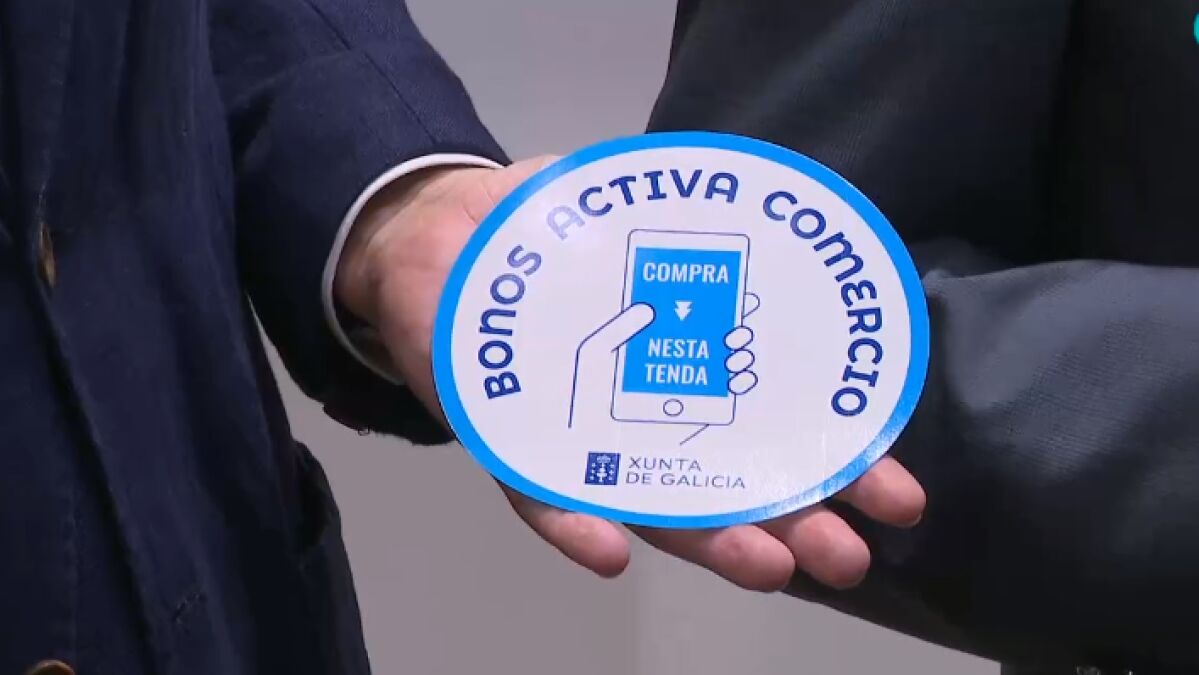 BONOS ACTIVA COMERCIO
COMPRA
NESTA
TENDA
XUNTA
DE GALICIA